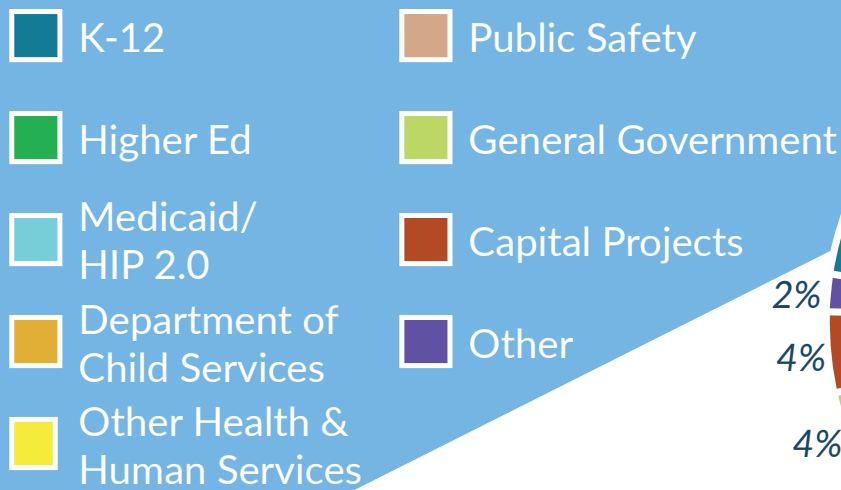 K-12
Higher Ed
Medicaid/
HIP 2.0
Department of
Child Services
Other Health &
Human Services
Public Safety
General Government
Capital Projects
Other
2%
4%
4%